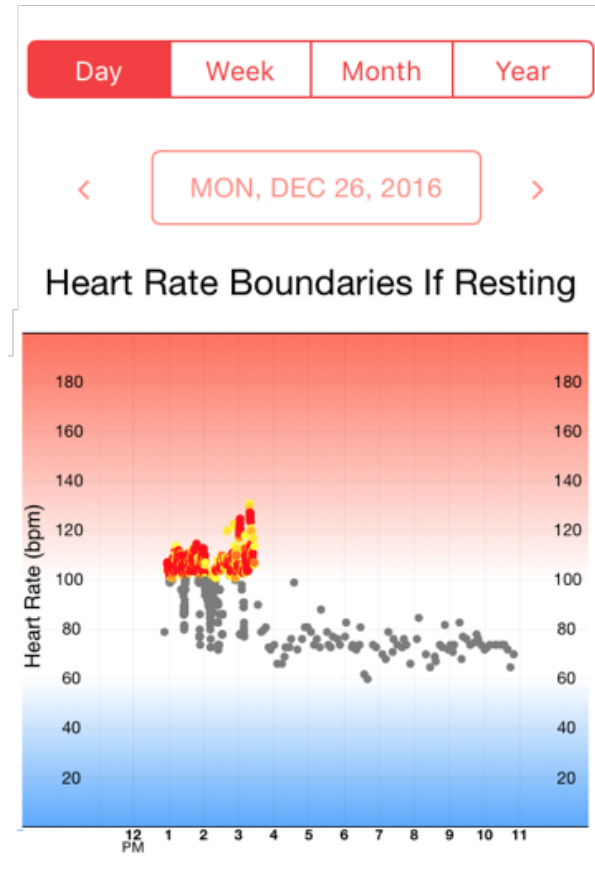 Day Week Month Year
< MON, DEC 26, 2016 >
Heart Rate Boundaries If Resting
180 180
160 160
140 140
120 120
100 100
80 80
60 60
40 40
20 20
Heart Rate (bpm)
12 1 2 3 4 5 6 7 8 9 10 11
PM